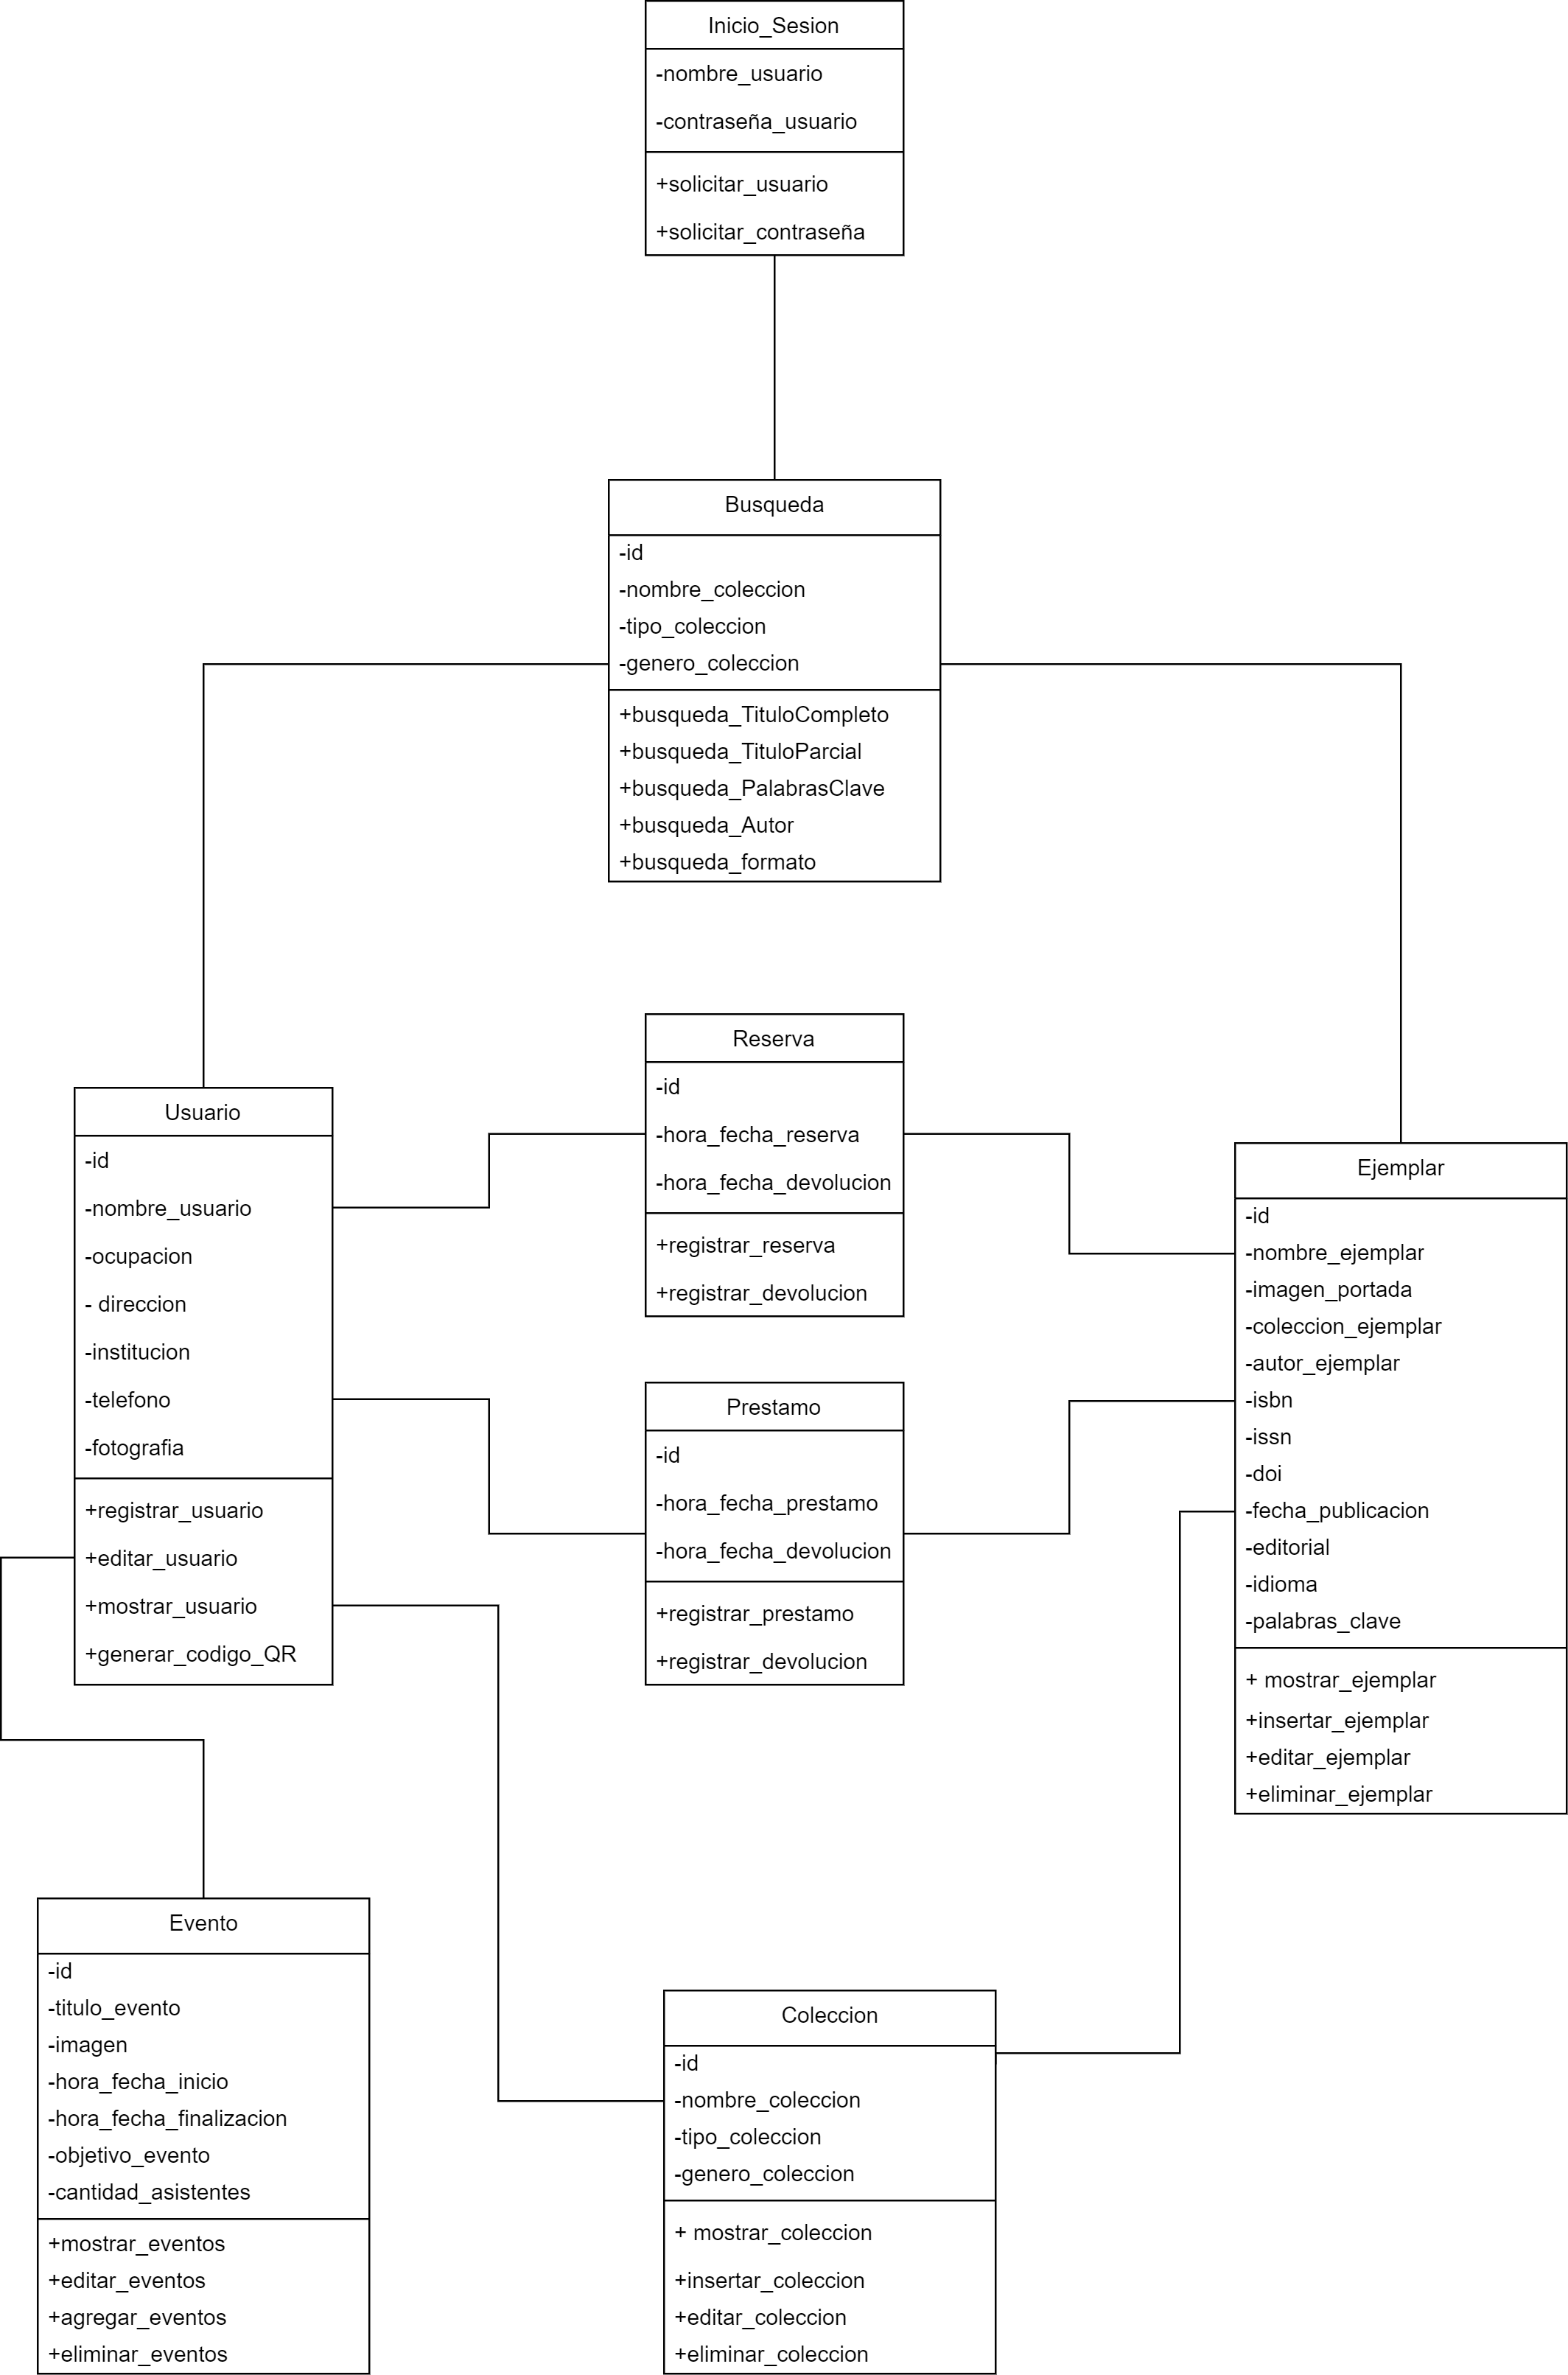 Inicio_Sesion
-nombre_usuario
-contraseña_usuario
+solicitar_usuario
+solicitar_contraseña
Busqueda
-id
-nombre_coleccion
-tipo_coleccion
-genero_coleccion
+busqueda_TituloCompleto
+busqueda_TituloParcial
+busqueda_PalabrasClave
+busqueda_Autor
+busqueda_formato
Reserva
-id
-hora_fecha_reserva
-hora_fecha_devolucion
+registrar_reserva
+registrar_devolucion
Usuario
-id
-nombre_usuario
-ocupacion
- direccion
-institucion
-telefono
-fotografia
+registrar_usuario
+editar_usuario
+mostrar_usuario
+generar_codigo_QR
Ejemplar
-id
-nombre_ejemplar
-imagen_portada
-coleccion_ejemplar
-autor_ejemplar
-isbn
-issn
-doi
-fecha_publicacion
-editorial
-idioma
-palabras_clave
+ mostrar_ejemplar
+insertar_ejemplar
+editar_ejemplar
+eliminar_ejemplar
Prestamo
-id
-hora_fecha_prestamo
-hora_fecha_devolucion
+registrar_prestamo
+registrar_devolucion
Evento
-id
-titulo_evento
-imagen
-hora_fecha_inicio
-hora_fecha_finalizacion
-objetivo_evento
-cantidad_asistentes
+mostrar_eventos
+editar_eventos
+agregar_eventos
+eliminar_eventos
Coleccion
-id
-nombre_coleccion
-tipo_coleccion
-genero_coleccion
+ mostrar_coleccion
+insertar_coleccion
+editar_coleccion
+eliminar_coleccion